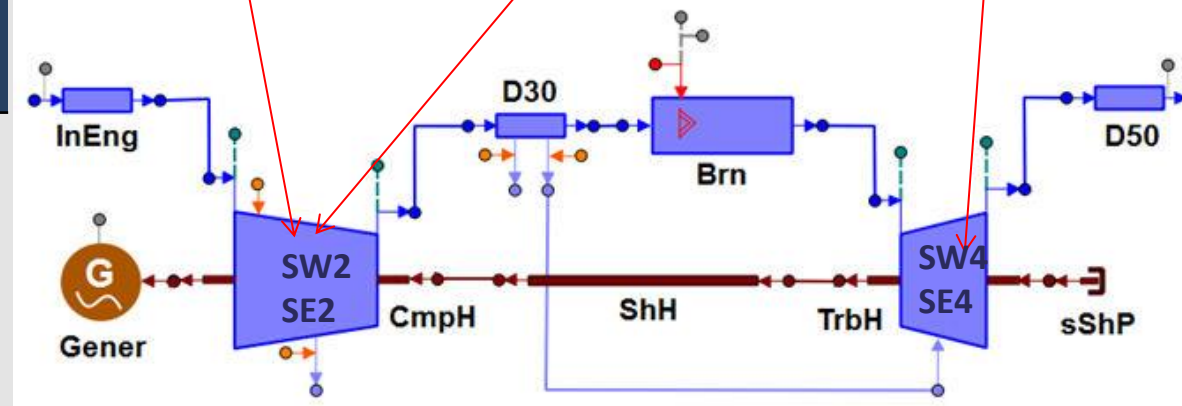 InEng
D30
Brn
D50
G
Gener
SW2
SE2
CmpH
ShH
TrbH
SW4
SE4
sShP